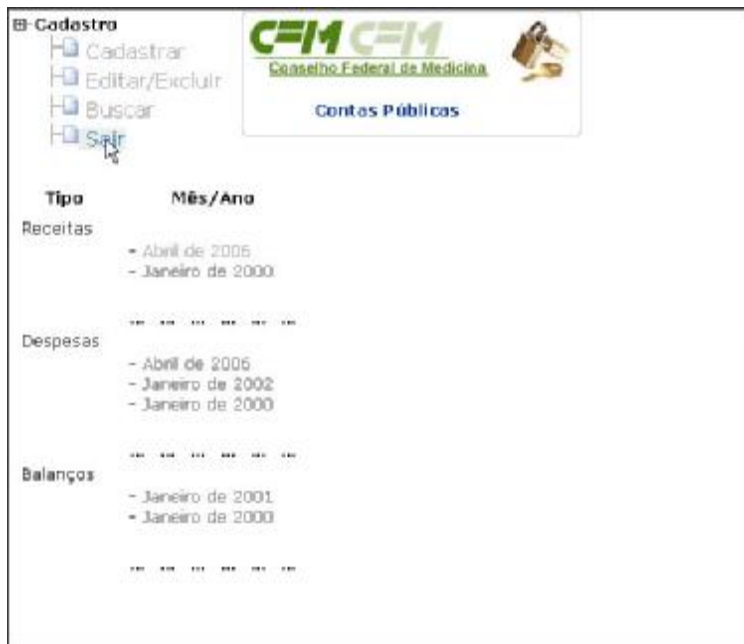 Cadastro
Cadastrar
Editar/Excluir
Buscar
Sair
CFM CFM
Conselho Federal de Medicina
Contas Públicas
Tipo Mês/Ano
Receitas
- Abril de 2006
- Janeiro de 2000
... ... ... ... ... ...
Despesas
- Abril de 2006
- Janeiro de 2002
- Janeiro de 2000
... ... ... ... ... ...
Balanços
- Janeiro de 2001
- Janeiro de 2000
... ... ... ... ... ...